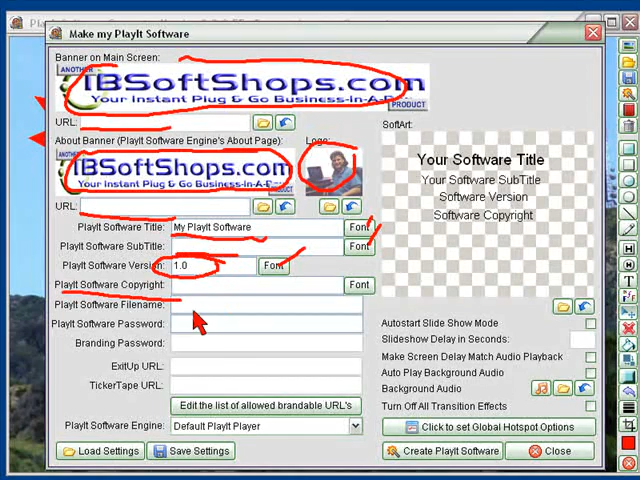 Make my PlayIt Software
Banner on Main Screen:
ANOTHER
IBSoftShops.com
Your Instant Plug & Go Business-In-A-
PRODUCT
URL:
SoftArt:
About Banner (PlayIt Software Engine's About Page):
Logo:
ANOTHER
IBSoftShops.com
Your Instant Plug & Go Business-In-A-
PRODUCT
URL:
Your Software Title
Your Software SubTitle
Software Version
Software Copyright
PlayIt Software Title: My PlayIt Software Font
PlayIt Software SubTitle: Font
PlayIt Software Version: 1.0 Font
PlayIt Software Copyright: Font
PlayIt Software Filename:
PlayIt Software Password:
Branding Password:
ExitUp URL:
TickerTape URL:
Edit the list of allowed brandable URL's
PlayIt Software Engine: Default PlayIt Player
Autostart Slide Show Mode
Slideshow Delay in Seconds:
Make Screen Delay Match Audio Playback
Auto Play Background Audio
Background Audio
Turn Off All Transition Effects
Click to set Global Hotspot Options
Load Settings
Save Settings
Create PlayIt Software
Close